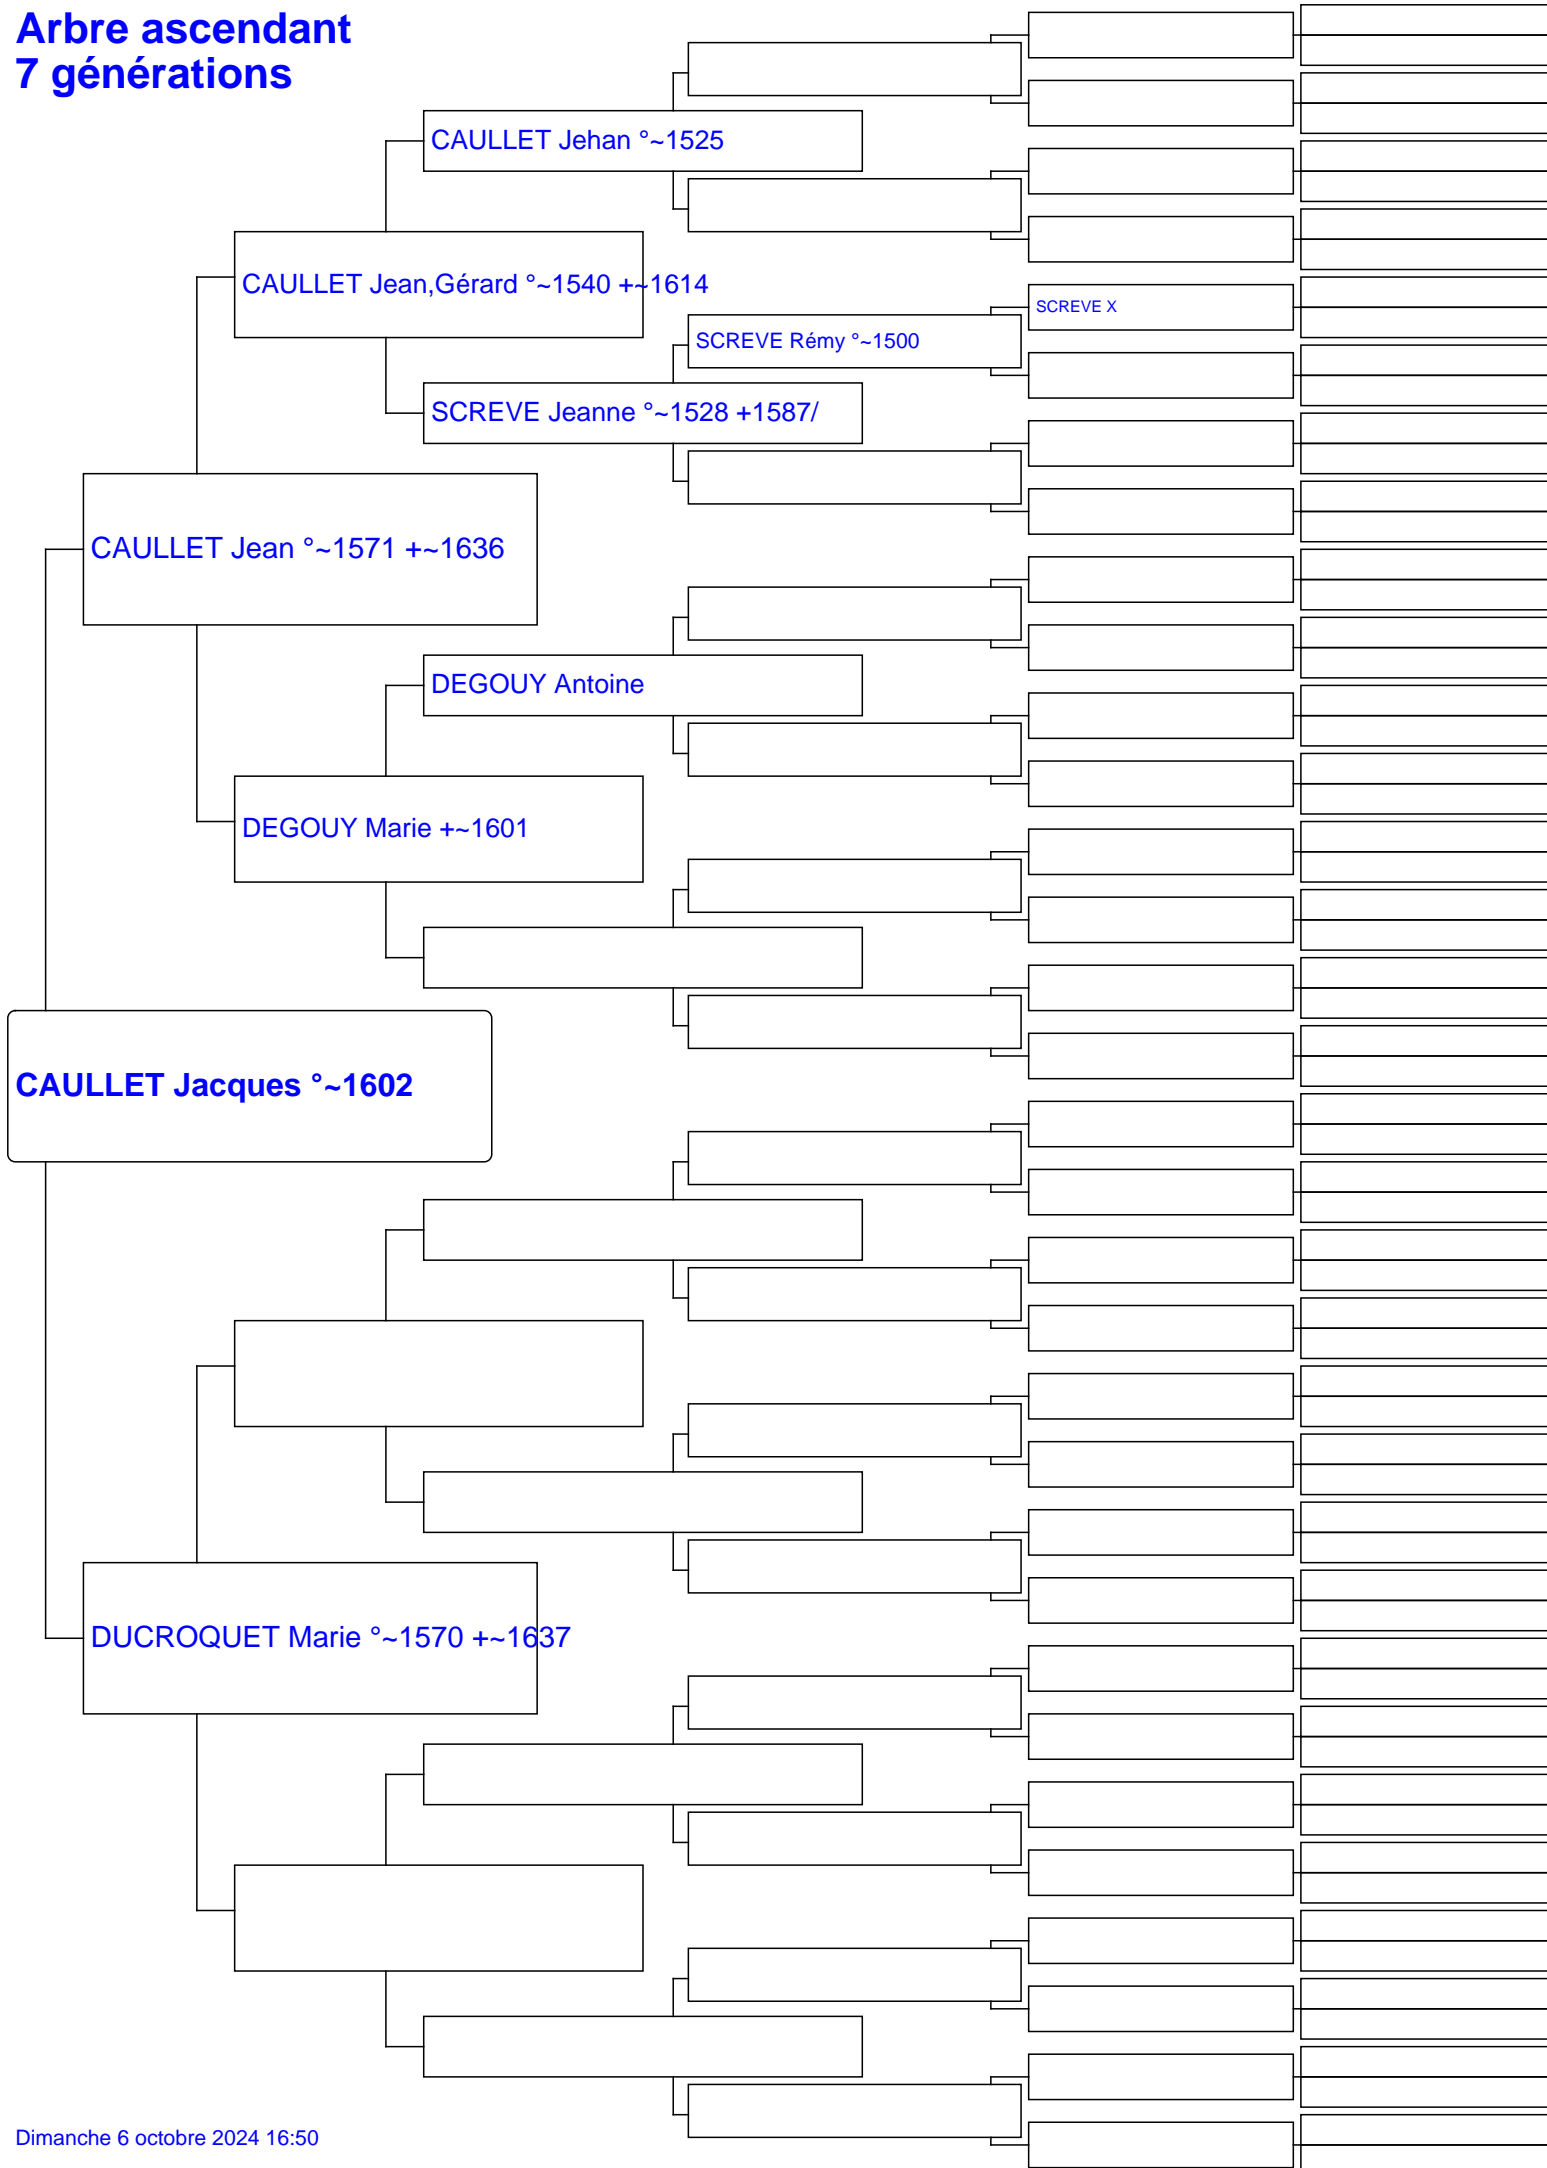 Arbre ascendant
7 générations
CAULLET Jehan °~1525
CAULLET Jean,Gérard °~1540 +~1614
SCREVE X
SCREVE Rémy °~1500
SCREVE Jeanne °~1528 +1587/
CAULLET Jean °~1571 +~1636
DEGOUY Antoine
DEGOUY Marie +~1601
CAULLET Jacques °~1602
DUCROQUET Marie °~1570 +~1637
Dimanche 6 octobre 2024 16:50